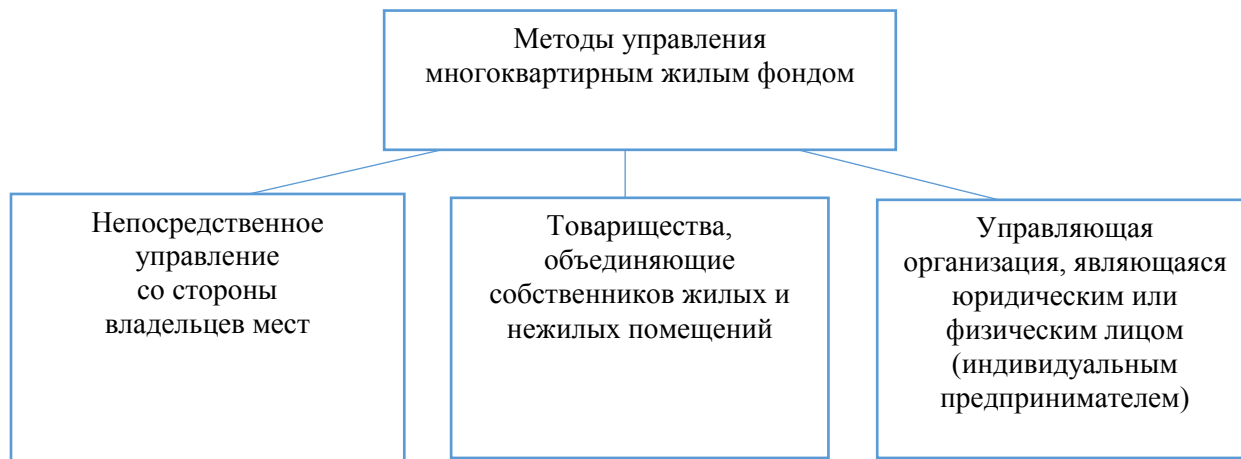 Методы управления
многоквартирным жилым фондом
Непосредственное
управление
со стороны
владельцев мест
Товарищества,
объединяющие
собственников жилых и
нежилых помещений
Управляющая
организация, являющаяся
юридическим или
физическим лицом
(индивидуальным
предпринимателем)